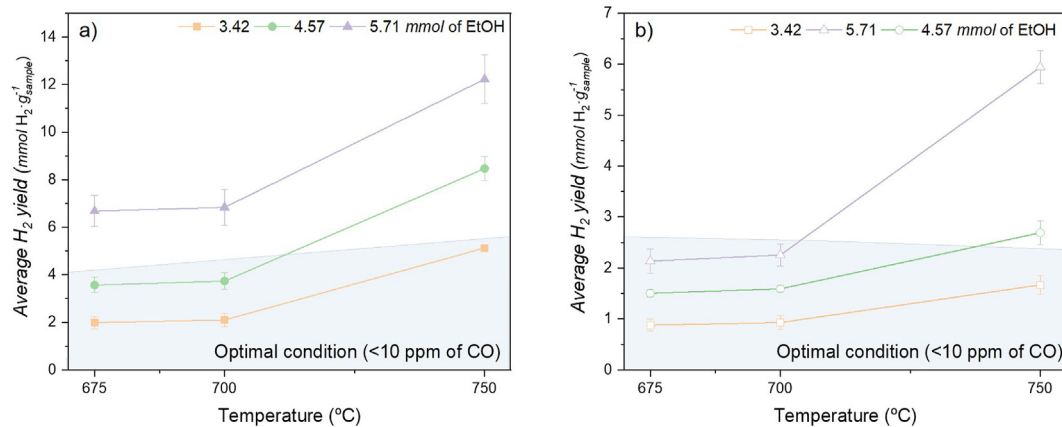 a)
3.42 4.57 5.71 mmol of EtOH
Average H₂ yield (mmol H₂·g⁻¹sample)
14
12
10
8
6
4
2
0
Optimal condition (<10 ppm of CO)
675 700 750
Temperature (ºC)
b)
3.42 5.71 4.57 mmol of EtOH
Average H₂ yield (mmol H₂·g⁻¹sample)
7
6
5
4
3
2
1
0
Optimal condition (<10 ppm of CO)
675 700 750
Temperature (ºC)